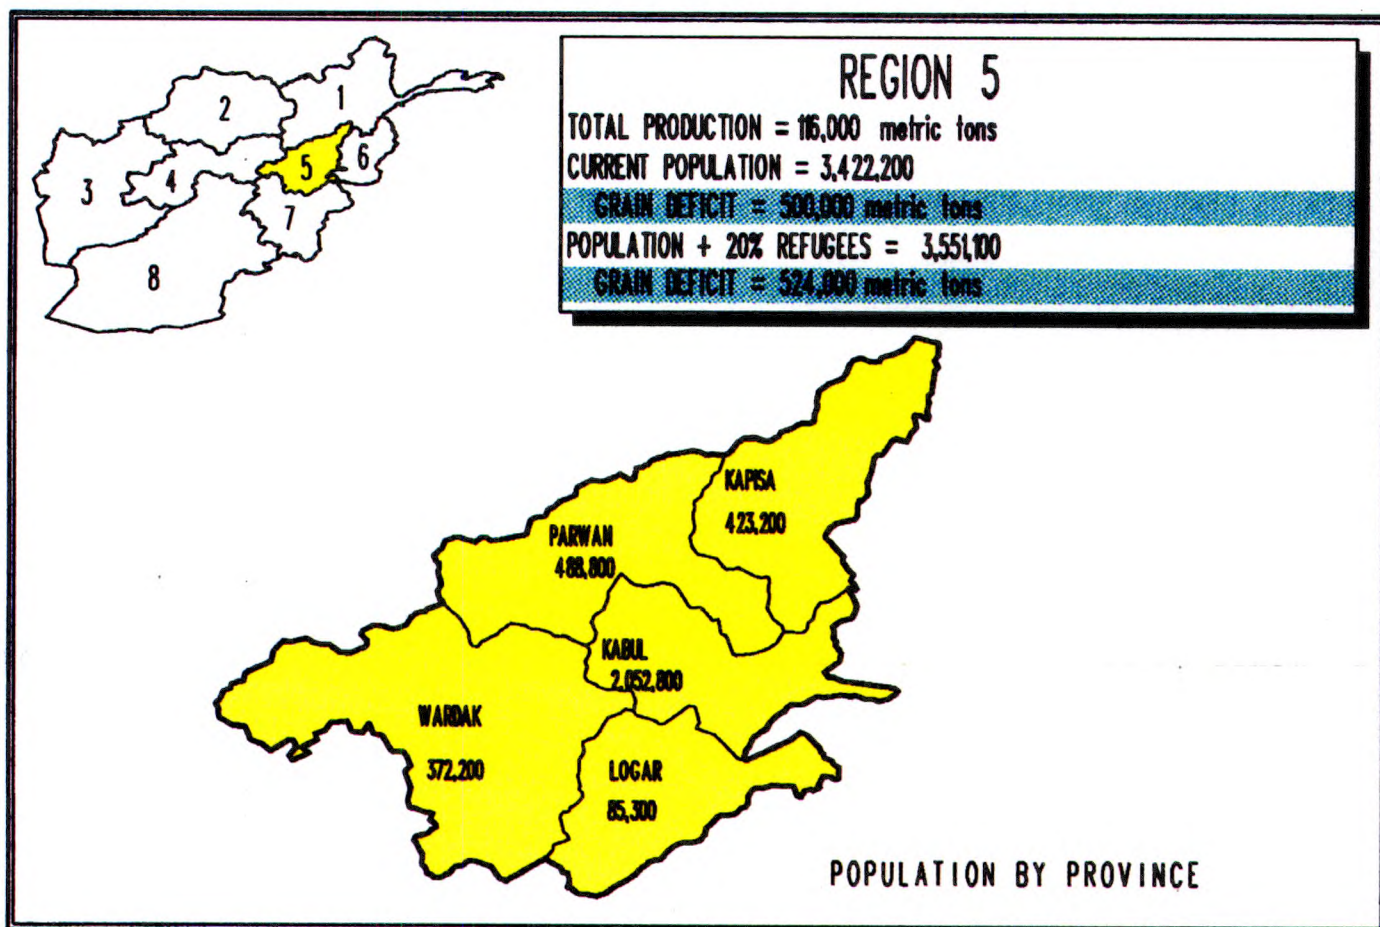 REGION 5
TOTAL PRODUCTION = 116,000 metric tons
CURRENT POPULATION = 3,422,200
GRAIN DEFICIT = 500,000 metric tons
POPULATION + 20% REFUGEES = 3,551,100
GRAIN DEFICIT = 524,000 metric tons
1
2
3
4
5
6
7
8
KAPISA
423,200
PARWAN
488,800
KABUL
2,052,800
WARDAK
372,200
LOGAR
85,300
POPULATION BY PROVINCE